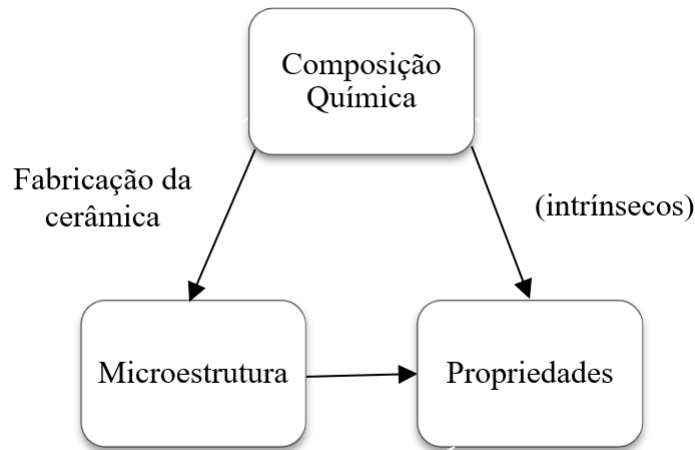 Composição
Química
Fabricação da
cerâmica
(intrínsecos)
Microestrutura
Propriedades